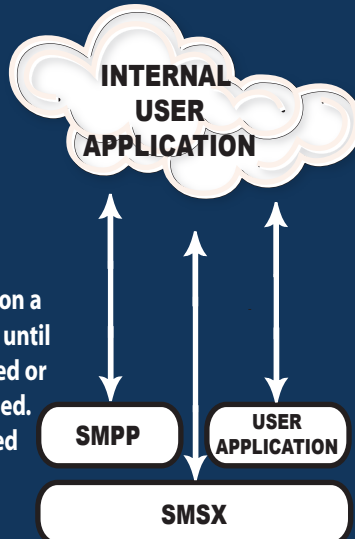 INTERNAL
USER
APPLICATION
on a
until
ed or
ed.
ed
SMPP
USER
APPLICATION
SMSX